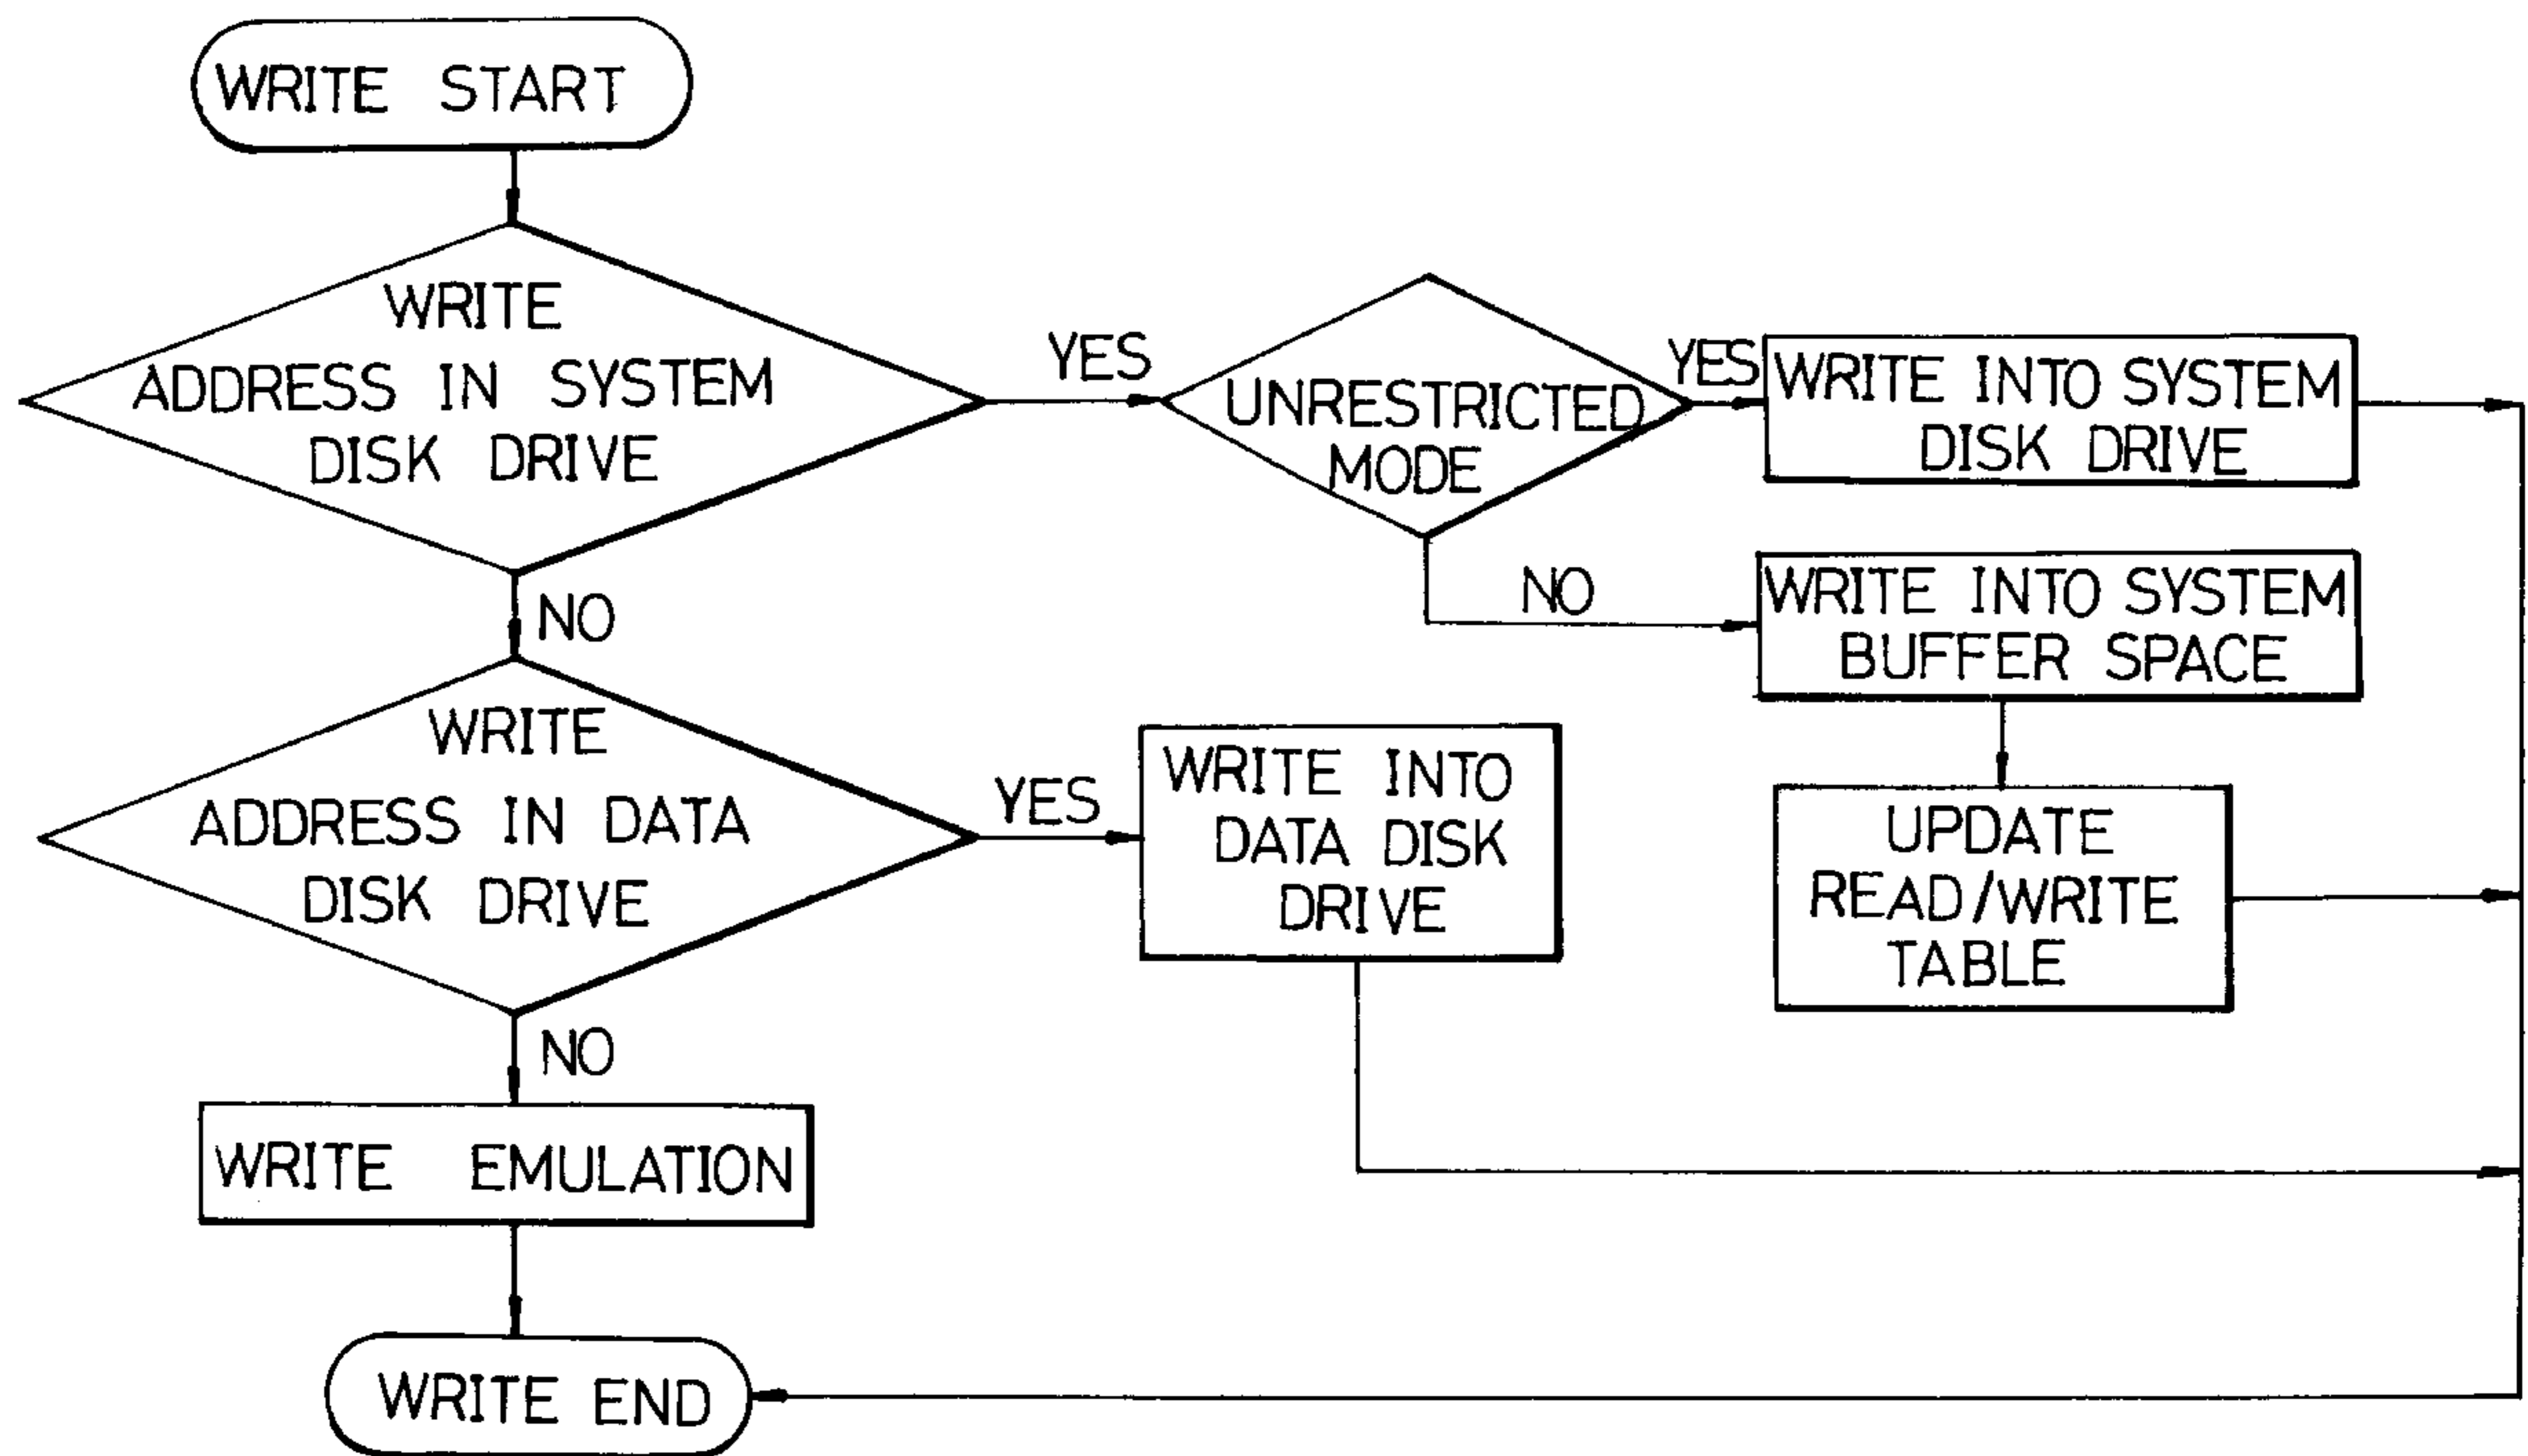 WRITE START
WRITE
ADDRESS IN SYSTEM
DISK DRIVE
YES
UNRESTRICTED
MODE
YES
WRITE INTO SYSTEM
DISK DRIVE
NO
NO
WRITE INTO SYSTEM
BUFFER SPACE
WRITE
ADDRESS IN DATA
DISK DRIVE
YES
WRITE INTO
DATA DISK
DRIVE
UPDATE
READ/WRITE
TABLE
NO
WRITE EMULATION
WRITE END